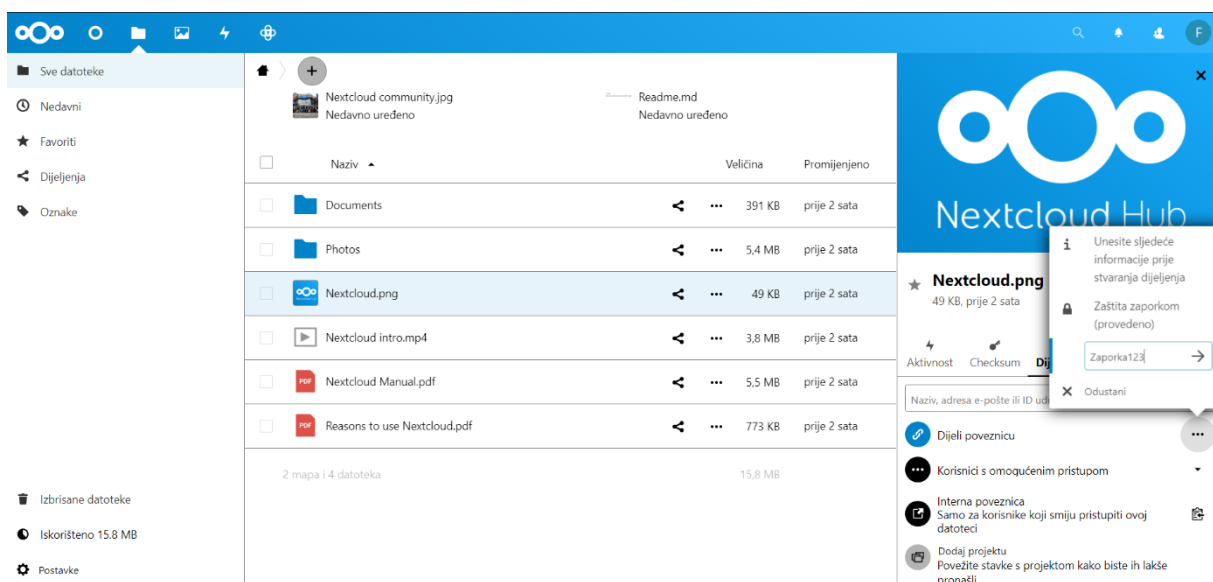 F
Sve datoteke
Nedavni
Favoriti
Dijeljenja
Oznake
Izbrisane datoteke
Iskorišteno 15.8 MB
Postavke
Nextcloud community.jpg
Nedavno uređeno
Readme.md
Nedavno uređeno
Naziv Veličina Promijenjeno
Documents 391 KB prije 2 sata
Photos 5,4 MB prije 2 sata
Nextcloud.png 49 KB prije 2 sata
Nextcloud intro.mp4 3,8 MB prije 2 sata
PDF Nextcloud Manual.pdf 5,5 MB prije 2 sata
PDF Reasons to use Nextcloud.pdf 773 KB prije 2 sata
2 mapa i 4 datoteka 15,8 MB
Nextcloud Hub
Nextcloud.png
49 KB, prije 2 sata
Unesite sljedeće
informacije prije
stvaranja dijeljenja
Zaštita zaporkom
(provedeno)
Zaporka123
Odustani
Aktivnost Checksum Dij
Naziv, adresa e-pošte ili ID ud
Dijeli poveznicu
Korisnici s omogućenim pristupom
Interna poveznica
Samo za korisnike koji smiju pristupiti ovoj
datoteci
Dodaj projektu
Povežite stavke s projektom kako biste ih lakše
pronašli